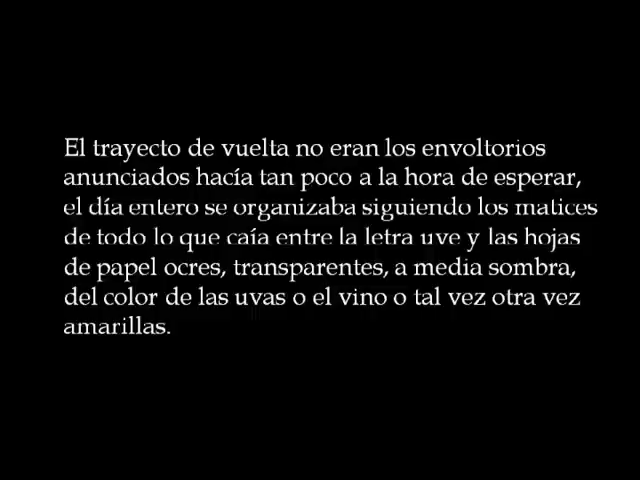 El trayecto de vuelta no eran los envoltorios
anunciados hacía tan poco a la hora de esperar,
el día entero se organizaba siguiendo los matices
de todo lo que caía entre la letra uve y las hojas
de papel ocres, transparentes, a media sombra,
del color de las uvas o el vino o tal vez otra vez
amarillas.